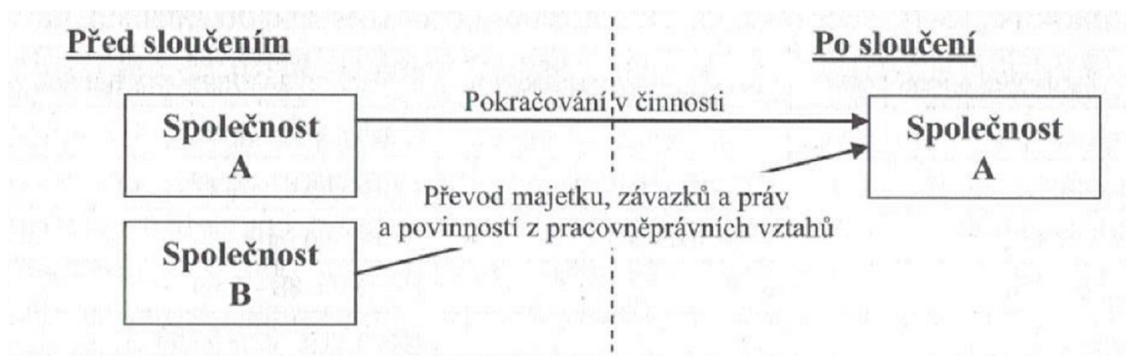 Před sloučením
Po sloučení
Společnost
A
Pokračování v činnosti
Společnost
A
Převod majetku, závazků a práv
a povinností z pracovněprávních vztahů
Společnost
B